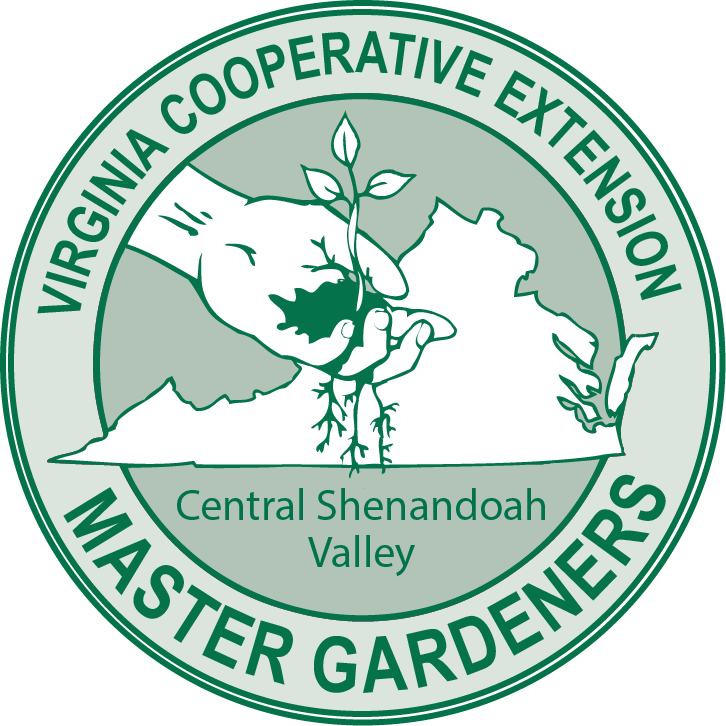 VIRGINIA COOPERATIVE EXTENSION
Central Shenandoah
Valley
MASTER GARDENERS